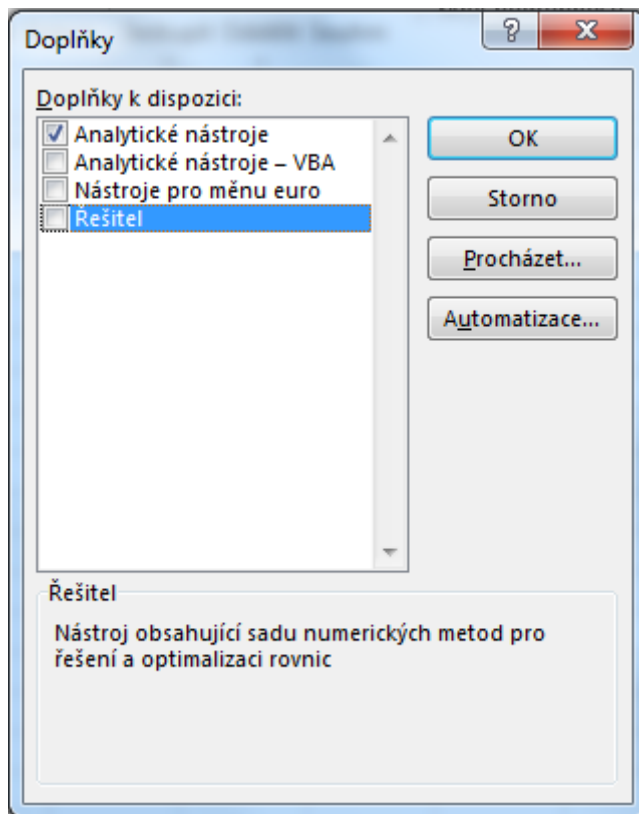 Doplňky
Doplňky k dispozici:
Analytické nástroje
Analytické nástroje – VBA
Nástroje pro měnu euro
Řešitel
OK
Storno
Procházet...
Automatizace...
Řešitel
Nástroj obsahující sadu numerických metod pro
řešení a optimalizaci rovnic